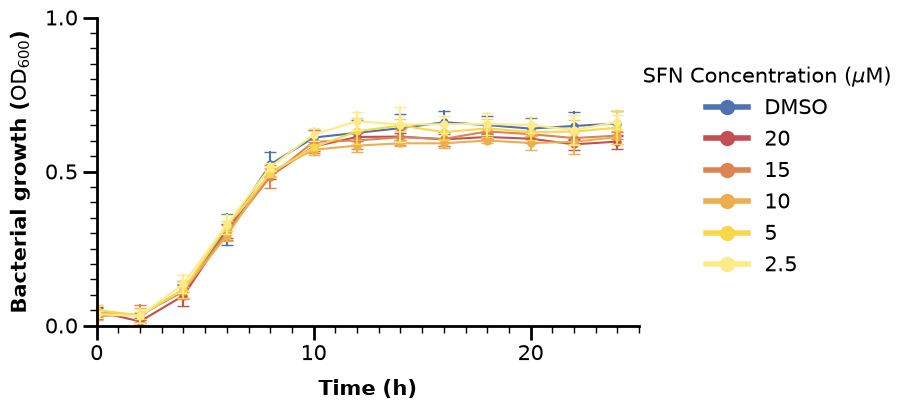 1.0
0.5
0.0
Bacterial growth (OD₆₀₀)
0
10
20
Time (h)
SFN Concentration (μM)
DMSO
20
15
10
5
2.5